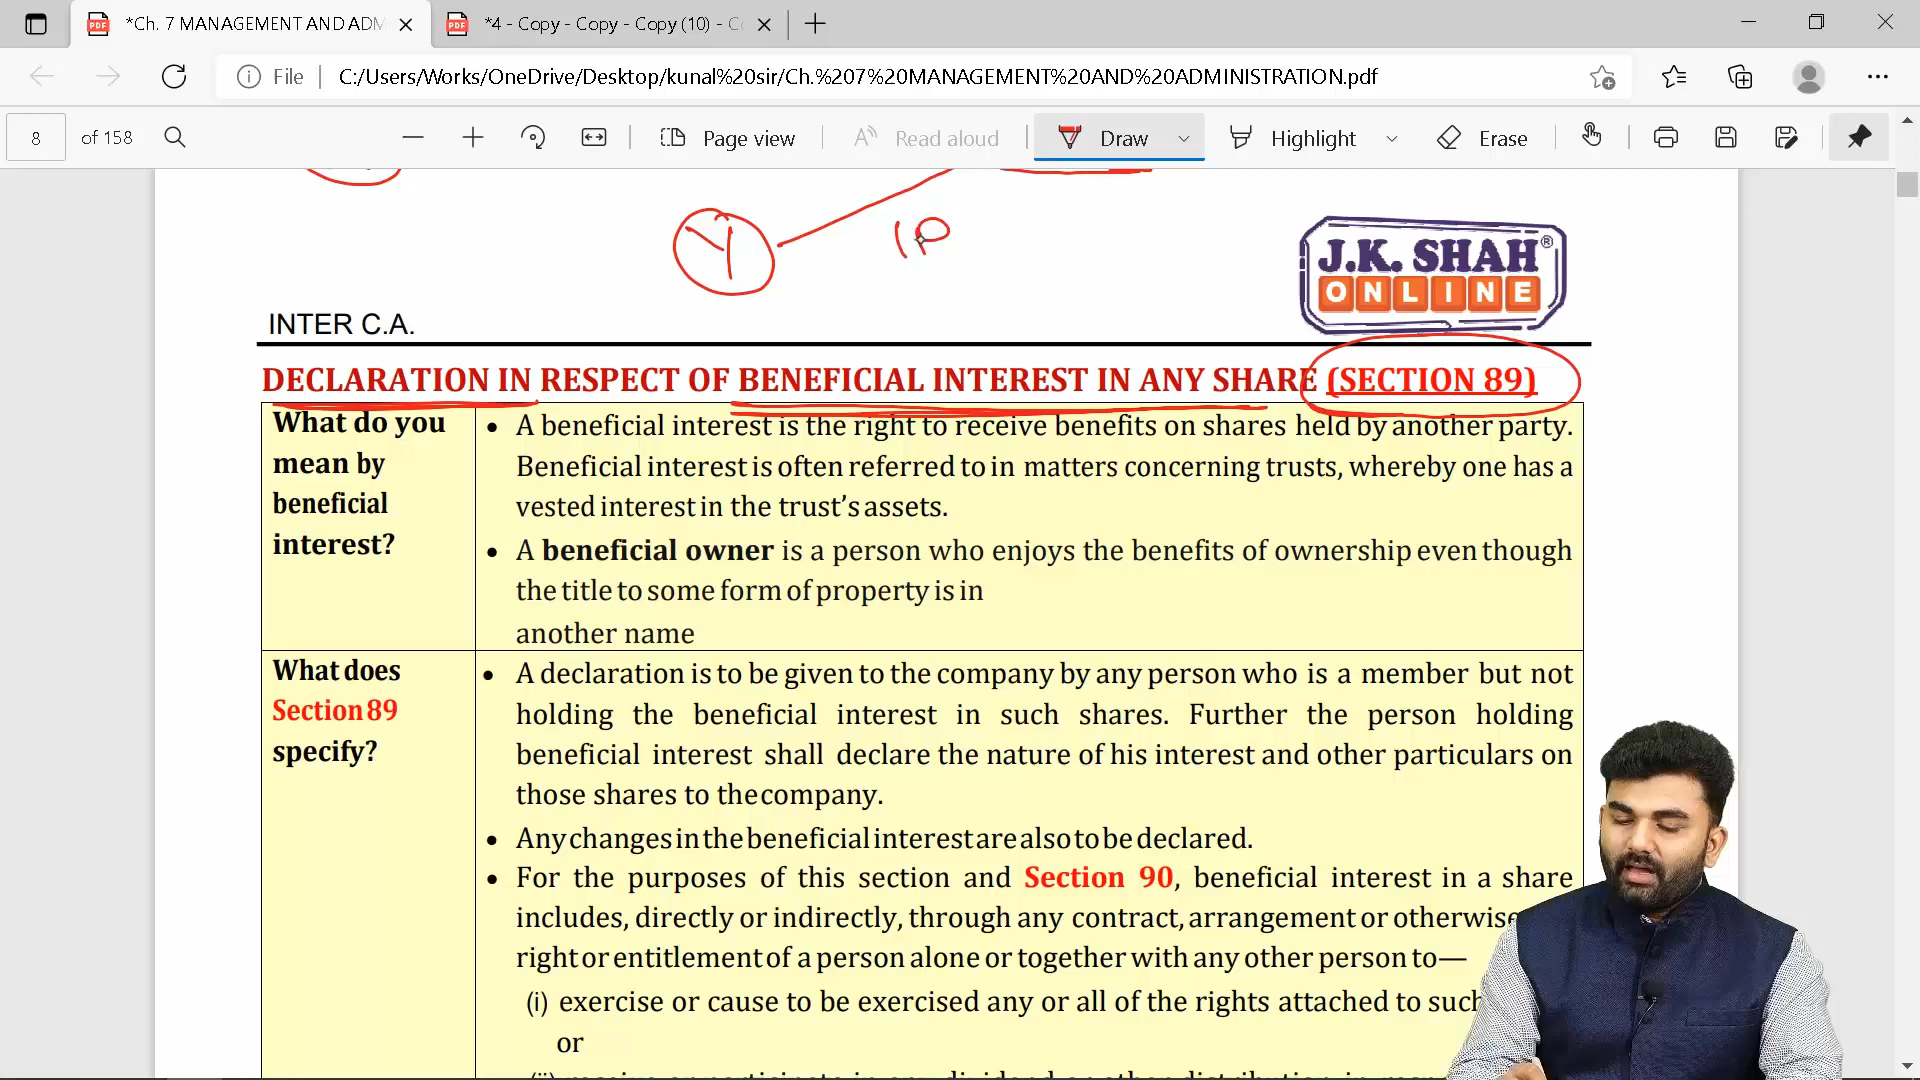 *Ch. 7 MANAGEMENT AND ADM
*4 - Copy - Copy - Copy (10) - Co
File
C:/Users/Works/OneDrive/Desktop/kunal%20sir/Ch.%207%20MANAGEMENT%20AND%20ADMINISTRATION.pdf
8 of 158
Page view
Read aloud
Draw
Highlight
Erase
Y
J.K. SHAH®
ONLINE
INTER C.A.
DECLARATION IN RESPECT OF BENEFICIAL INTEREST IN ANY SHARE (SECTION 89)
What do you
mean by
beneficial
interest?
• A beneficial interest is the right to receive benefits on shares held by another party.
Beneficial interest is often referred to in matters concerning trusts, whereby one has a
vested interest in the trust's assets.
• A beneficial owner is a person who enjoys the benefits of ownership even though
the title to some form of property is in
another name
What does
Section 89
specify?
• A declaration is to be given to the company by any person who is a member but not
holding the beneficial interest in such shares. Further the person holding
beneficial interest shall declare the nature of his interest and other particulars on
those shares to the company.
• Any changes in the beneficial interest are also to be declared.
• For the purposes of this section and Section 90, beneficial interest in a share
includes, directly or indirectly, through any contract, arrangement or otherwise
right or entitlement of a person alone or together with any other person to—
(i) exercise or cause to be exercised any or all of the rights attached to such
or